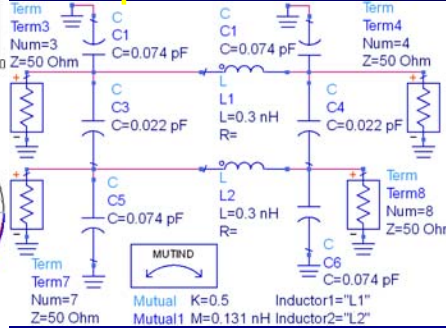 Term
Term3
Num=3
Z=50 Ohm
C
C1
C=0.074 pF
C
C1
C=0.074 pF
Term
Term4
Num=4
Z=50 Ohm
L
L1
L=0.3 nH
R=
C
C3
C=0.022 pF
C
C4
C=0.022 pF
L
L2
L=0.3 nH
R=
C
C5
C=0.074 pF
Term
Term8
Num=8
Z=50 Ohm
C
C6
C=0.074 pF
Term
Term7
Num=7
Z=50 Ohm
MUTIND
Mutual K=0.5 Inductor1="L1"
Mutual1 M=0.131 nH Inductor2="L2"